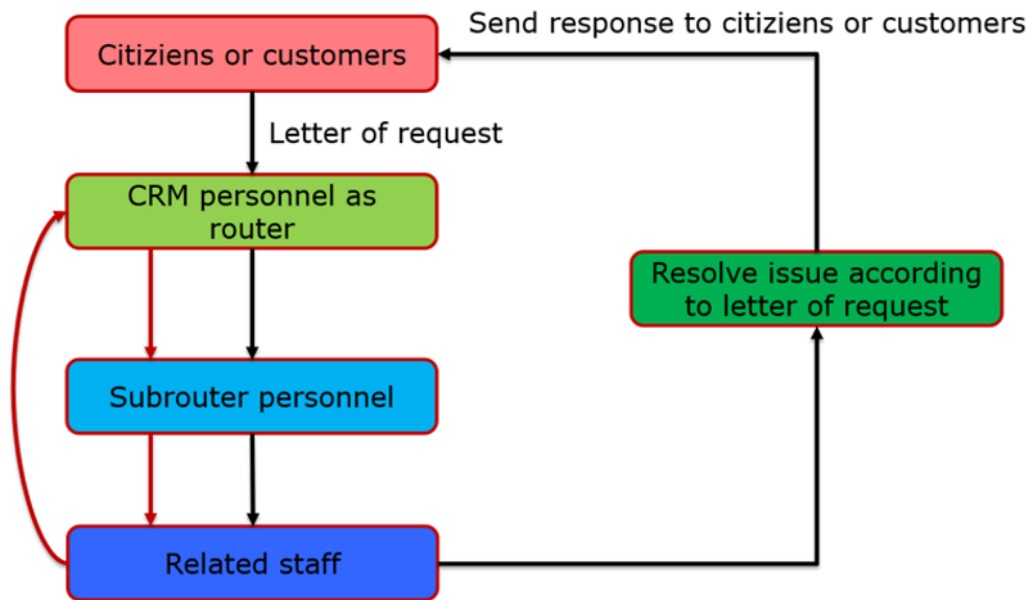 Send response to citiziens or customers
Citiziens or customers
Letter of request
CRM personnel as
router
Resolve issue according
to letter of request
Subrouter personnel
Related staff